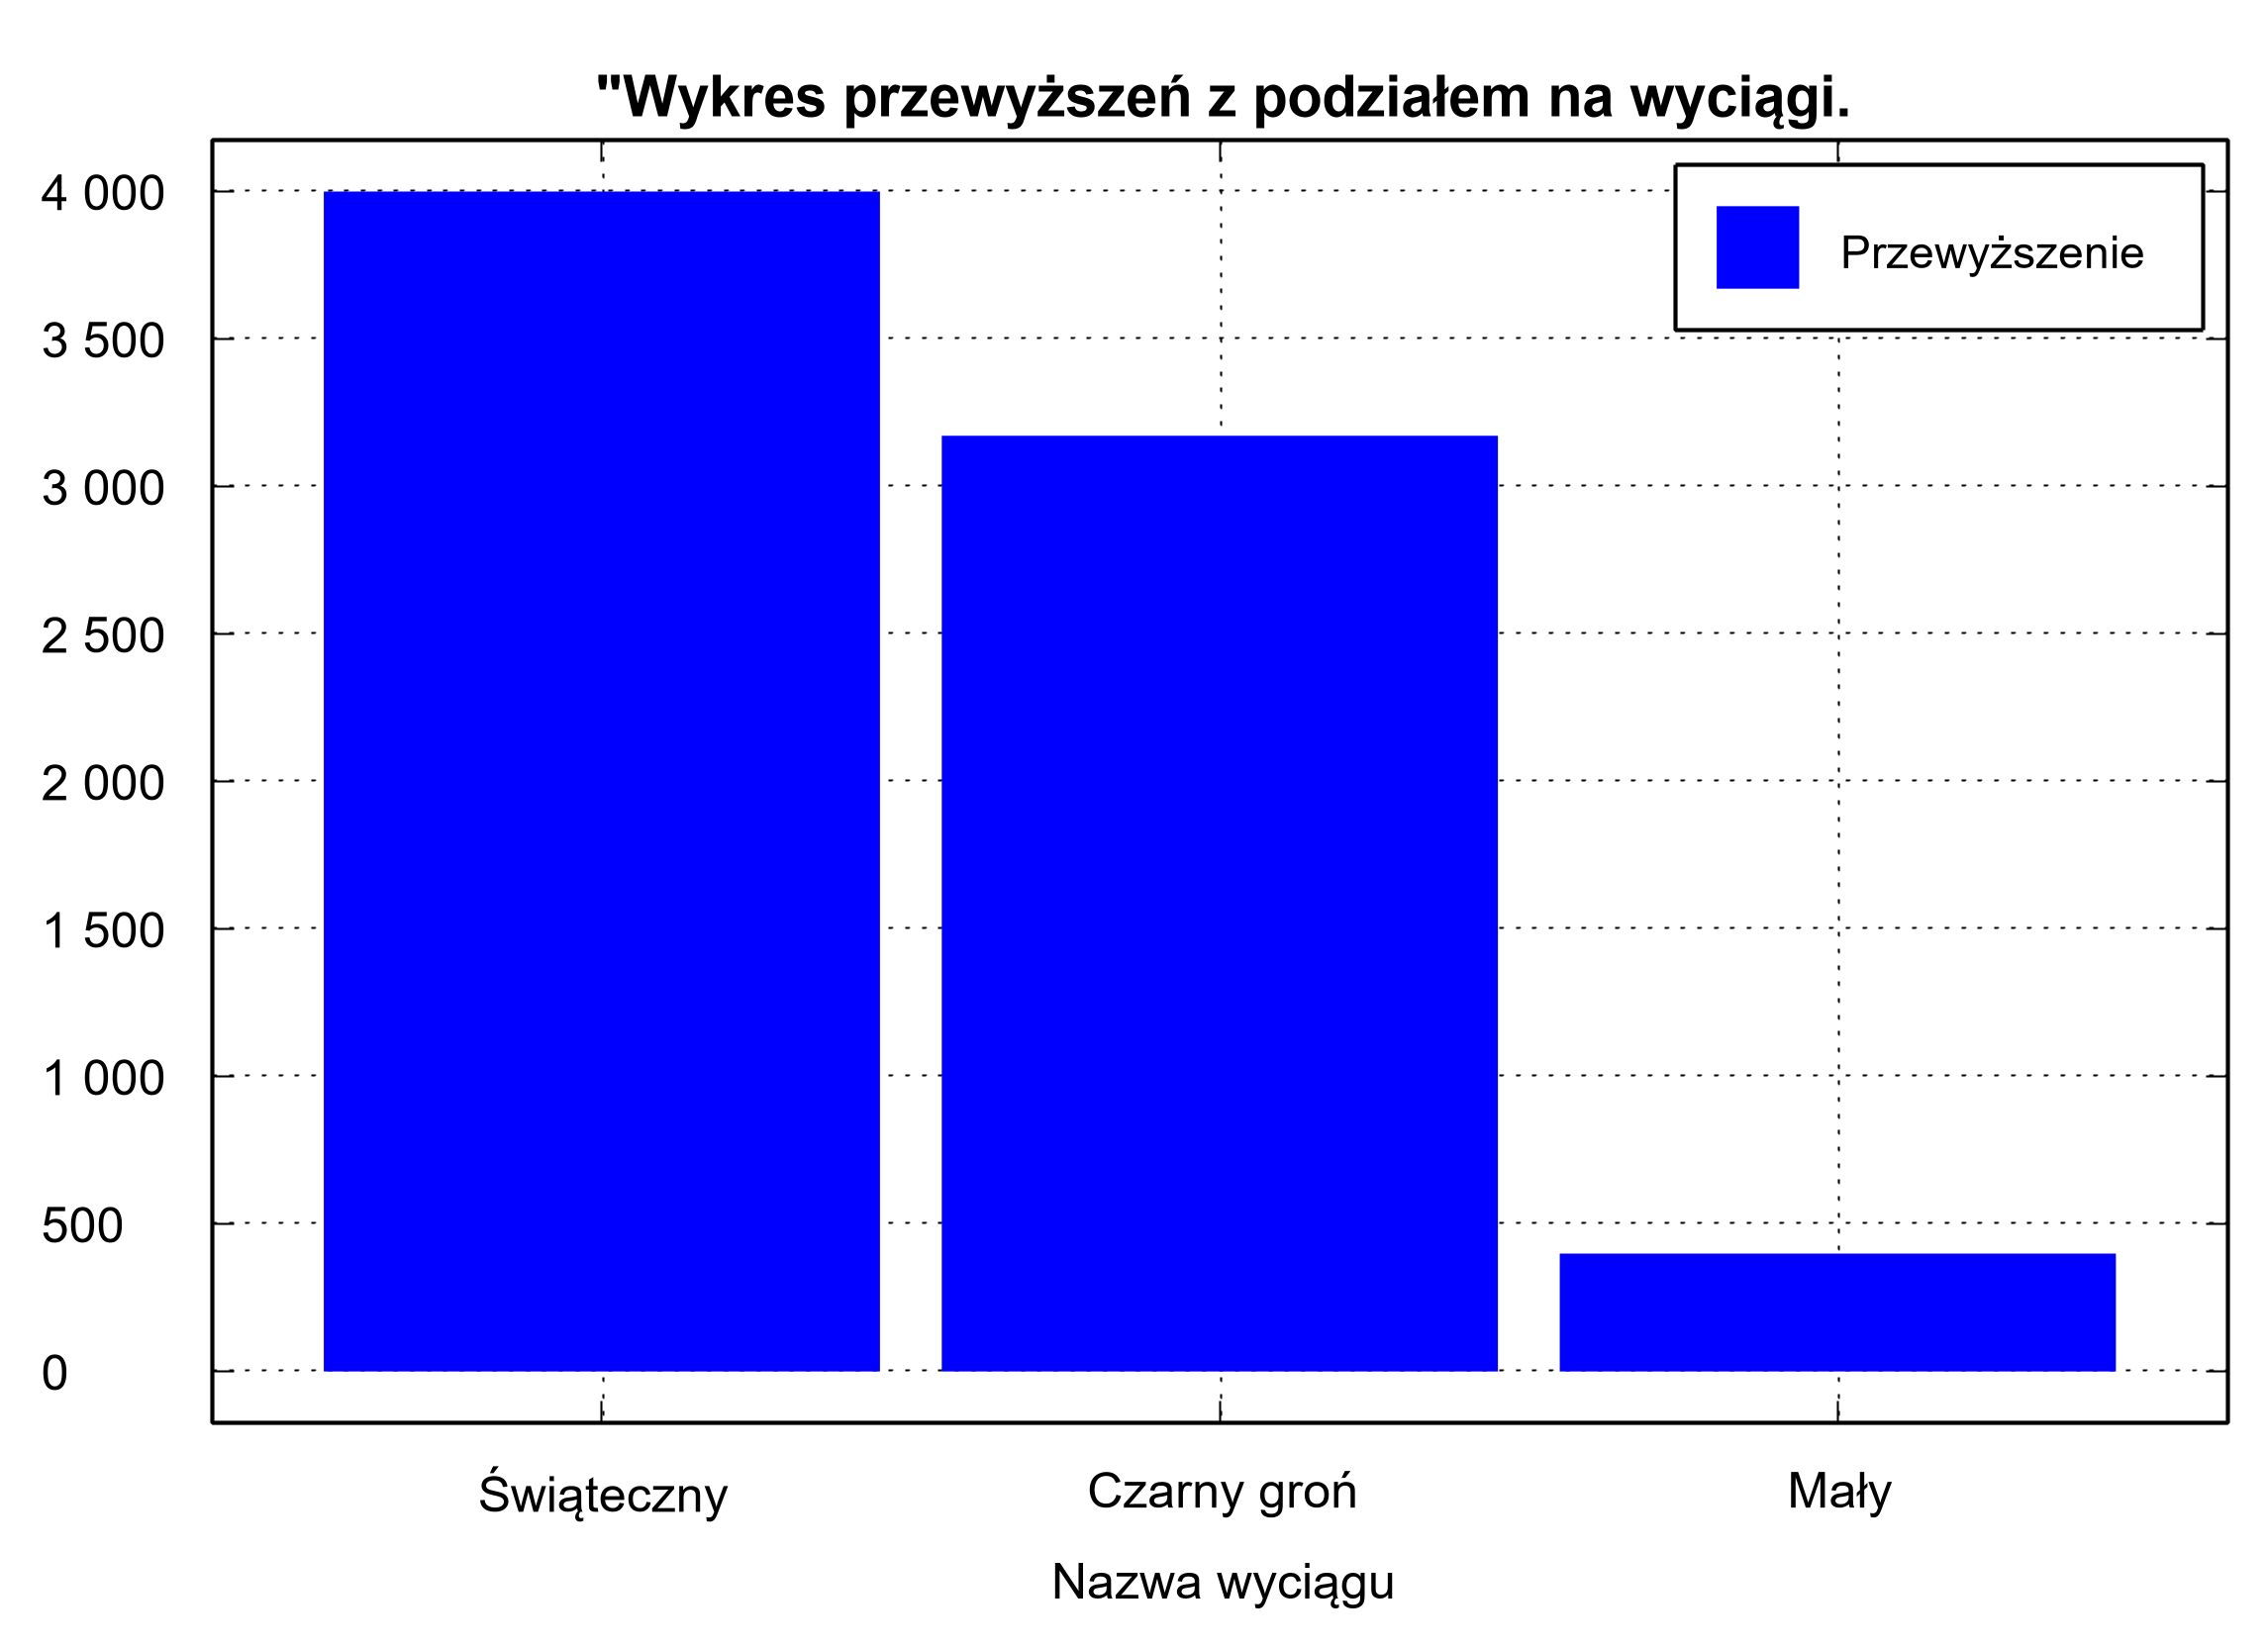 "Wykres przewyższeń z podziałem na wyciągi.
Przewyższenie
4 000
3 500
3 000
2 500
2 000
1 500
1 000
500
0
Świąteczny
Czarny groń
Mały
Nazwa wyciągu